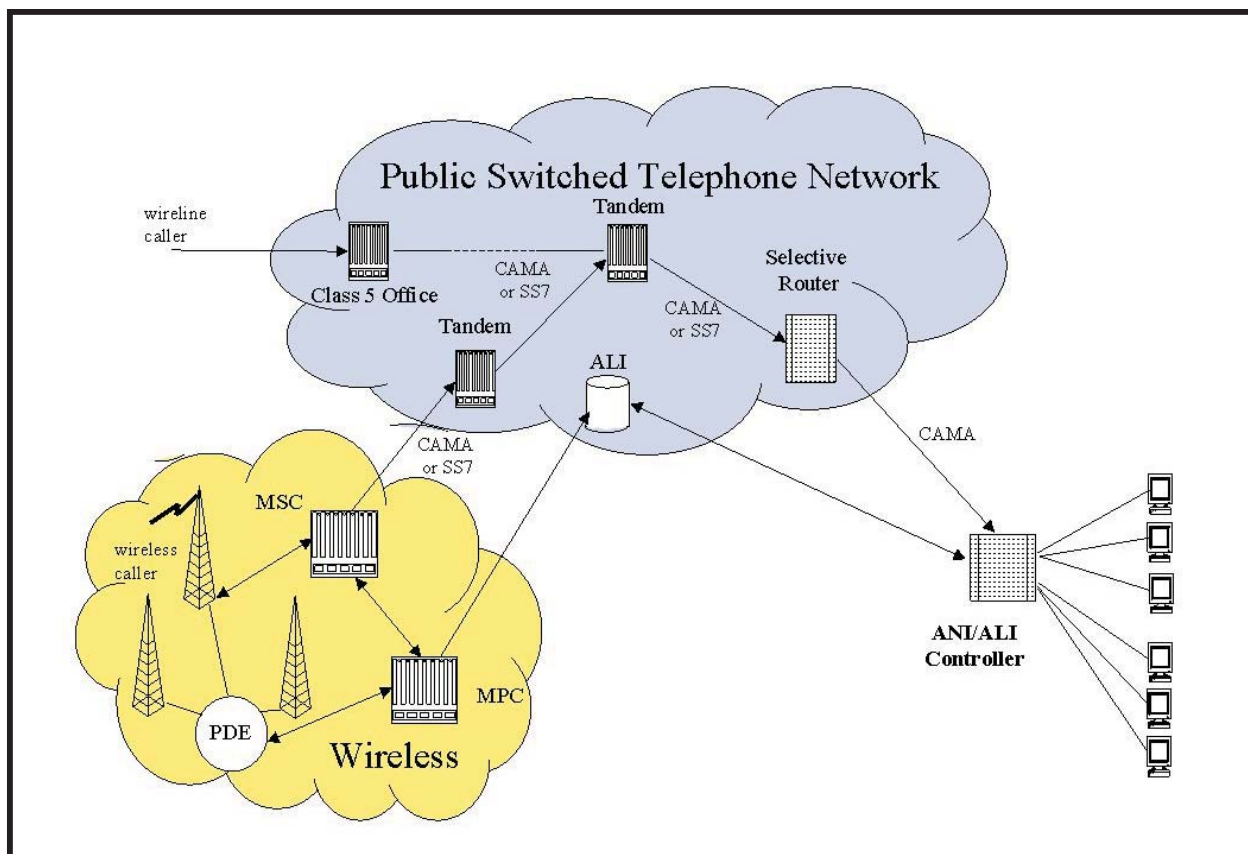 Public Switched Telephone Network
wireline
caller
Tandem
Class 5 Office
CAMA
or SS7
Selective
Router
CAMA
or SS7
Tandem
ALI
CAMA
CAMA
or SS7
MSC
wireless
caller
ANI/ALI
Controller
MPC
PDE
Wireless